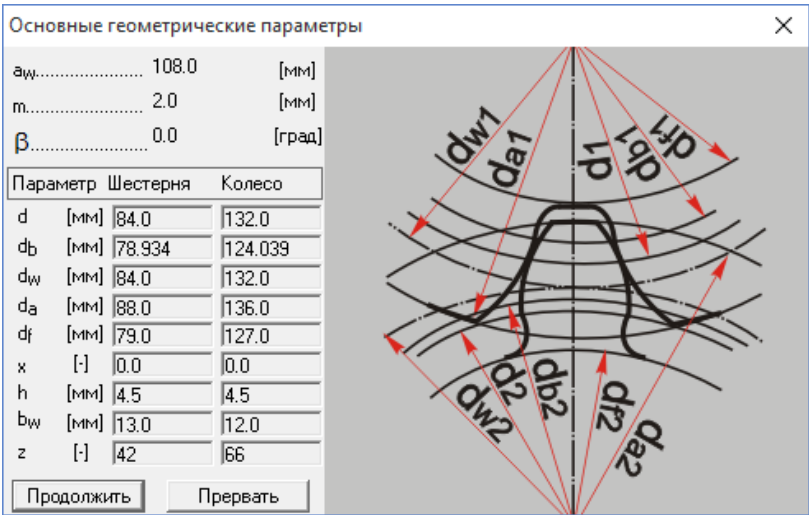 Основные геометрические параметры
aw..................... 108.0 [мм]
m..................... 2.0 [мм]
β..................... 0.0 [град]
Параметр Шестерня Колесо
d [мм] 84.0 132.0
db [мм] 78.934 124.039
dw [мм] 84.0 132.0
da [мм] 88.0 136.0
df [мм] 79.0 127.0
x [-] 0.0 0.0
h [мм] 4.5 4.5
bw [мм] 13.0 12.0
z [-] 42 66
Продолжить Прервать
dw1 da1 d1 db1 df1
dw2 d2 db2 df2 da2